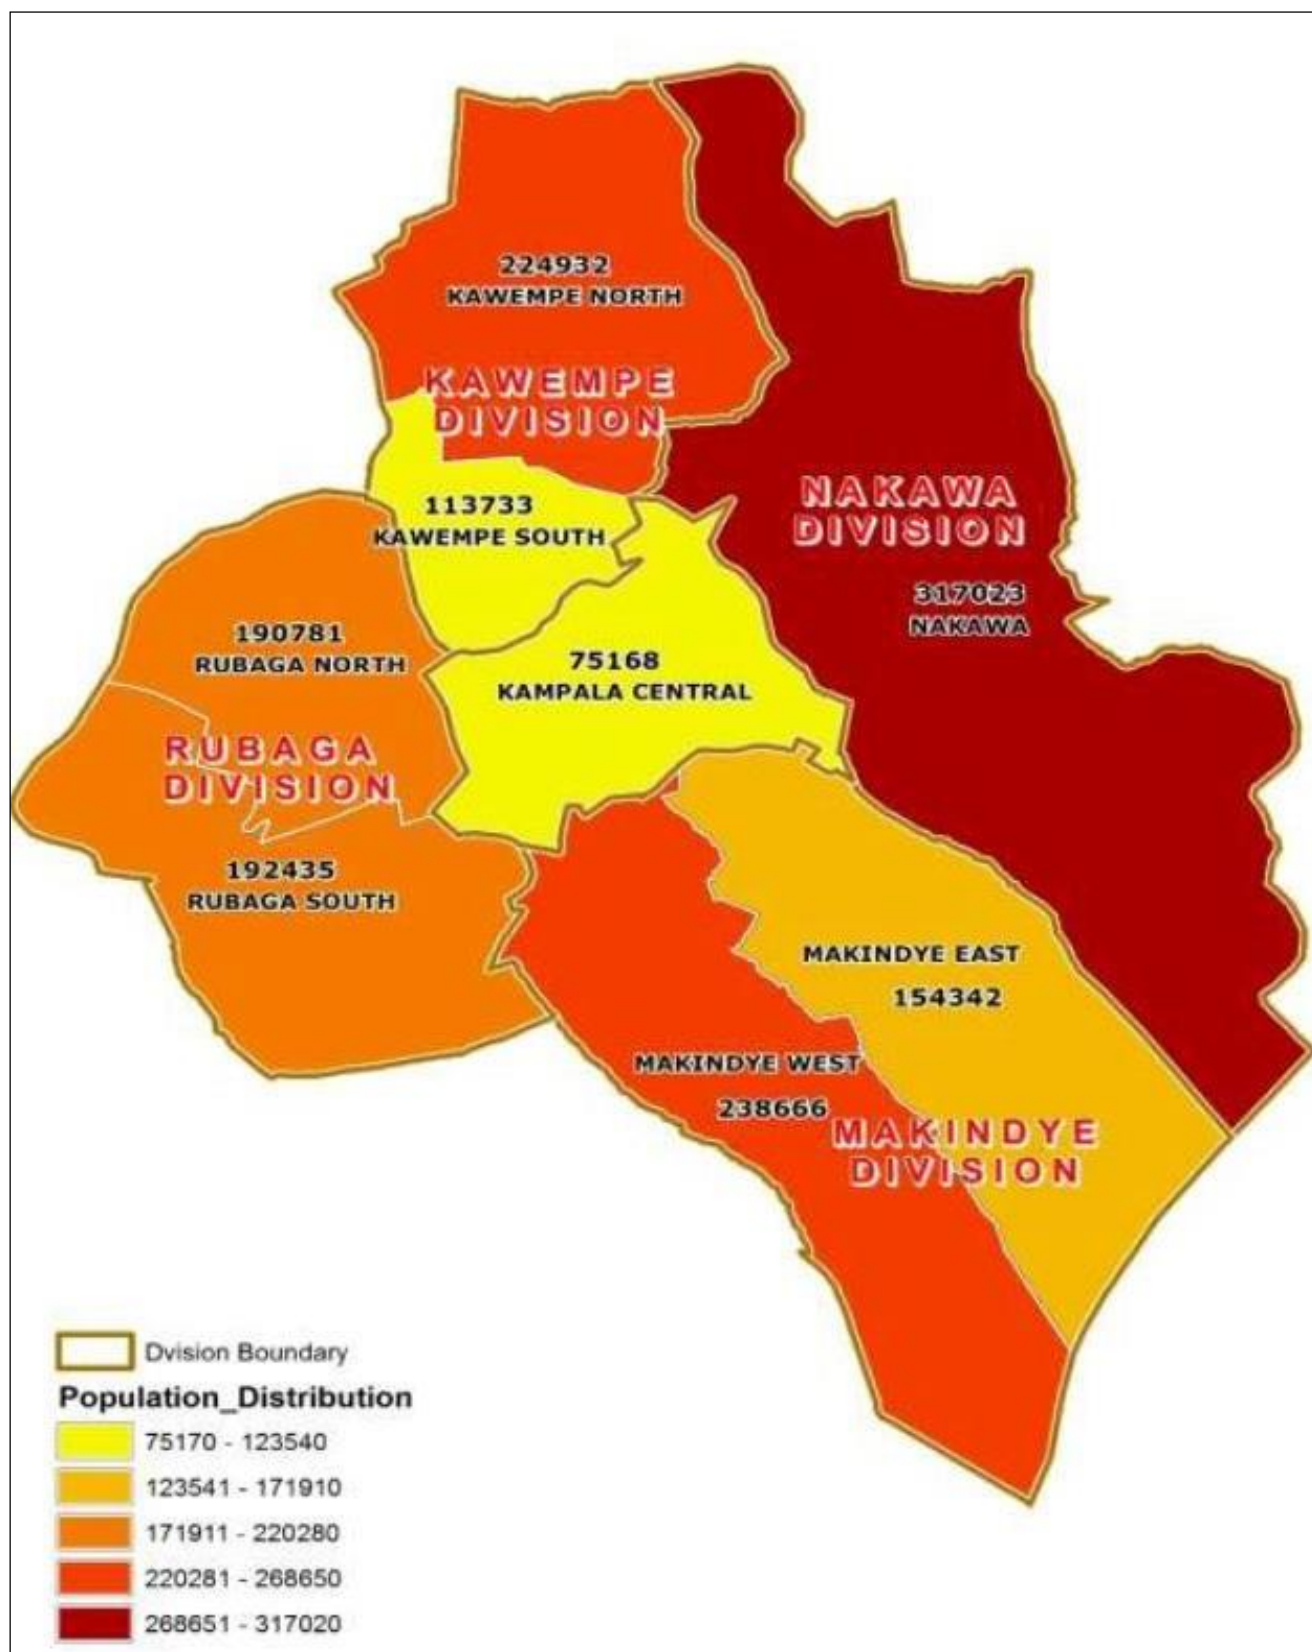 224932
KAWEMPE NORTH
KAWEMPE
DIVISION
113733
KAWEMPE SOUTH
NAKAWA
DIVISION
317023
NAKAWA
190781
RUBAGA NORTH
75168
KAMPALA CENTRAL
RUBAGA
DIVISION
192435
RUBAGA SOUTH
MAKINDYE EAST
154342
MAKINDYE WEST
238666
MAKINDYE
DIVISION
Dvision Boundary
Population_Distribution
75170 - 123540
123541 - 171910
171911 - 220280
220281 - 268650
268651 - 317020